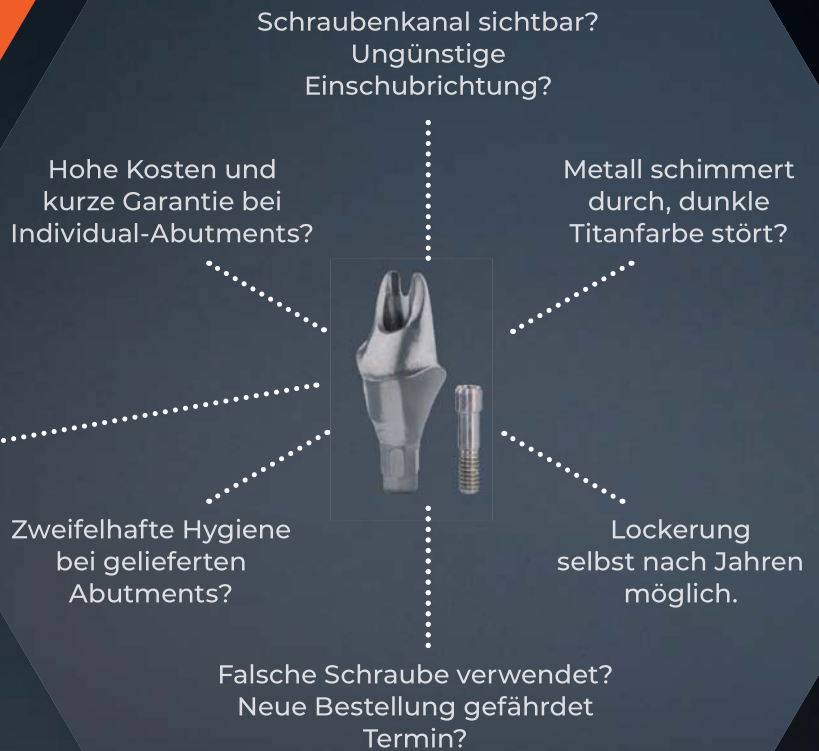 Schraubenkanal sichtbar?
Ungünstige
Einschubrichtung?
Hohe Kosten und
kurze Garantie bei
Individual-Abutments?
Metall schimmert
durch, dunkle
Titanfarbe stört?
Zweifelhafte Hygiene
bei gelieferten
Abutments?
Lockerung
selbst nach Jahren
möglich.
Falsche Schraube verwendet?
Neue Bestellung gefährdet
Termin?